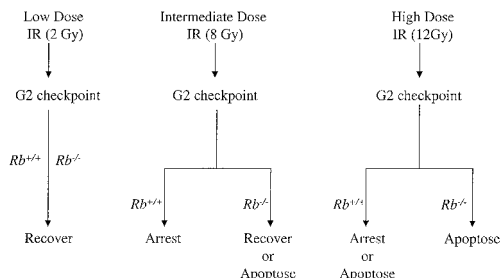 Low Dose
IR (2 Gy)
G2 checkpoint
Rb+/+ Rb-/-
Recover
Intermediate Dose
IR (8 Gy)
G2 checkpoint
Rb+/+ Rb-/-
Arrest
Recover
or
Apoptose
High Dose
IR (12Gy)
G2 checkpoint
Rb+/+ Rb-/-
Arrest
or
Apoptose
Apoptose